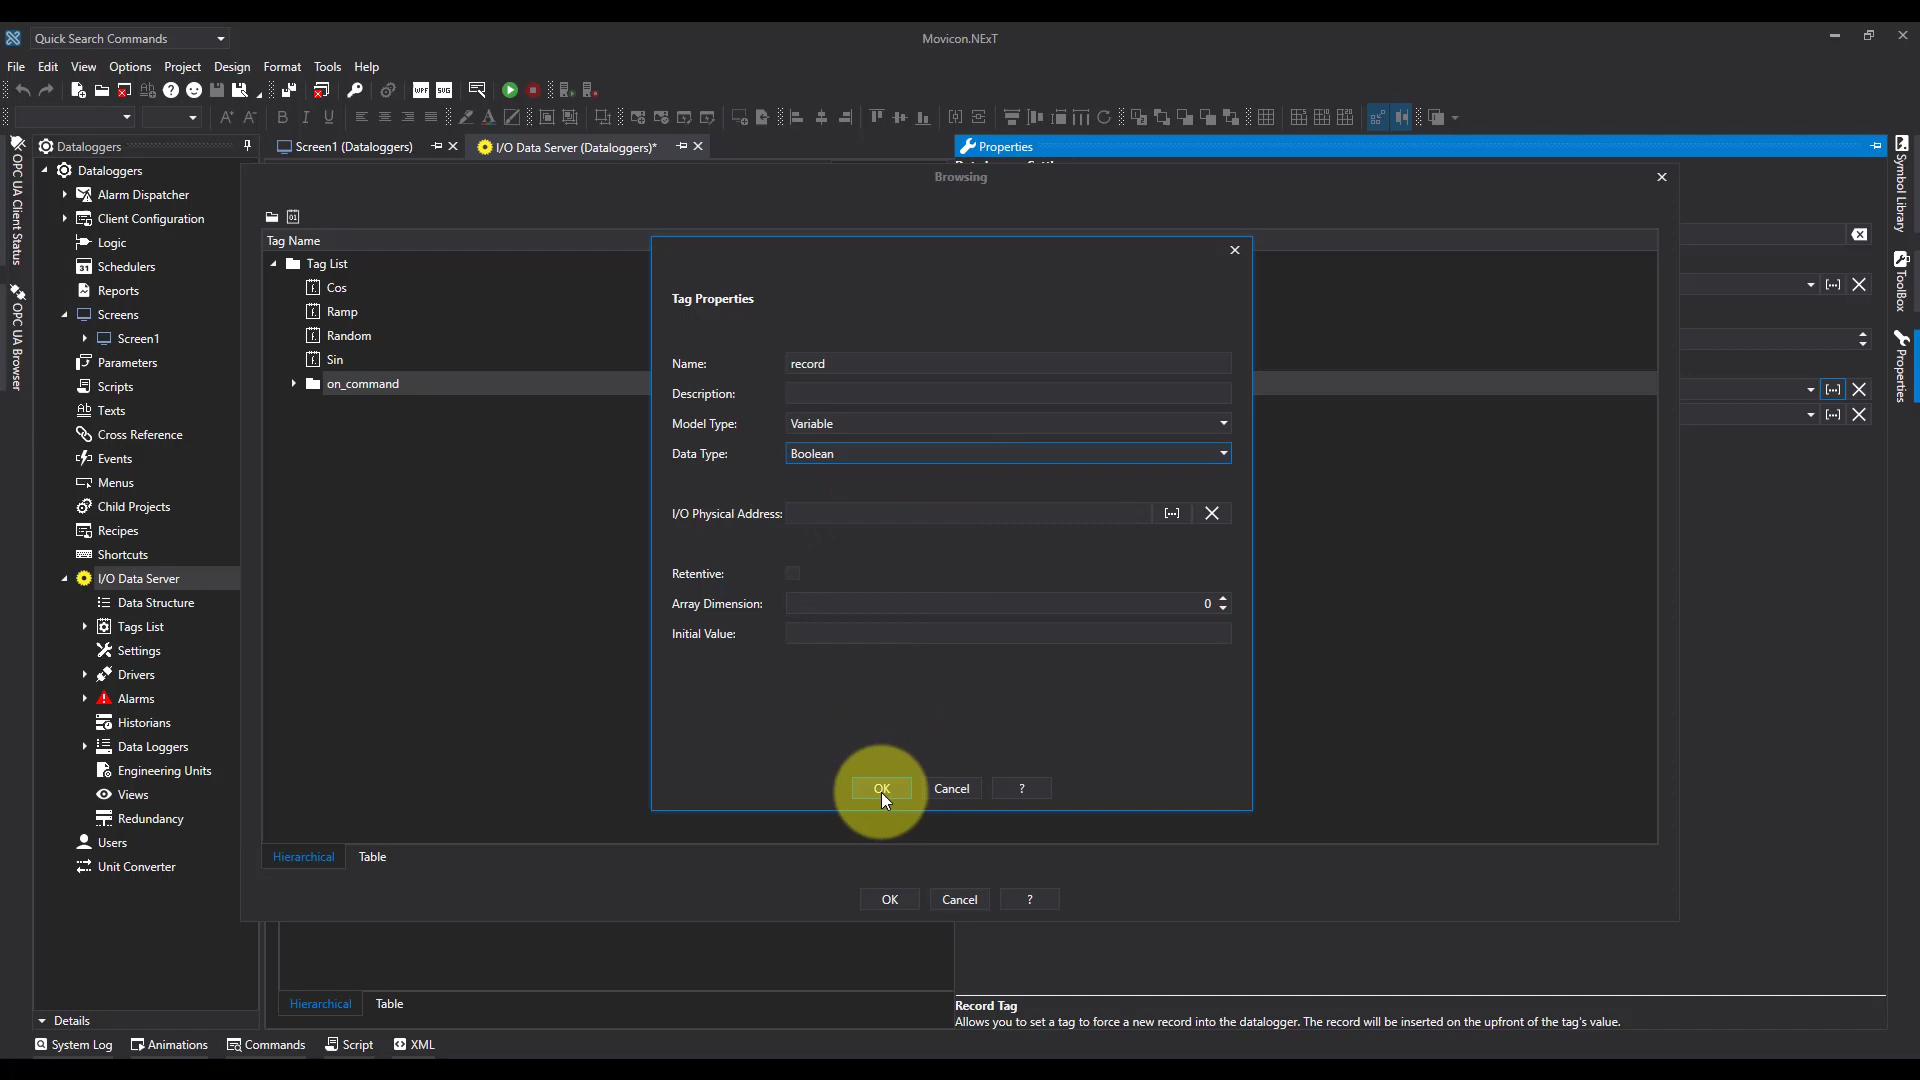 Quick Search Commands
Movicon.NExT
File Edit View Options Project Design Format Tools Help
Dataloggers
Screen1 (Dataloggers)
I/O Data Server (Dataloggers)*
Properties
Dataloggers
Alarm Dispatcher
Client Configuration
Logic
Schedulers
Reports
Screens
Screen1
Parameters
Scripts
Texts
Cross Reference
Events
Menus
Child Projects
Recipes
Shortcuts
I/O Data Server
Data Structure
Tags List
Settings
Drivers
Alarms
Historians
Data Loggers
Engineering Units
Views
Redundancy
Users
Unit Converter
Details
OPC UA Client Status
OPC UA Browser
Browsing
Tag Name
Tag List
Cos
Ramp
Random
Sin
on_command
Tag Properties
Name: record
Description:
Model Type: Variable
Data Type: Boolean
I/O Physical Address:
Retentive:
Array Dimension: 0
Initial Value:
OK Cancel ?
Hierarchical Table
OK Cancel ?
Hierarchical Table
Record Tag
Allows you to set a tag to force a new record into the datalogger. The record will be inserted on the upfront of the tag's value.
Symbol Library
ToolBox
Properties
System Log Animations Commands Script XML